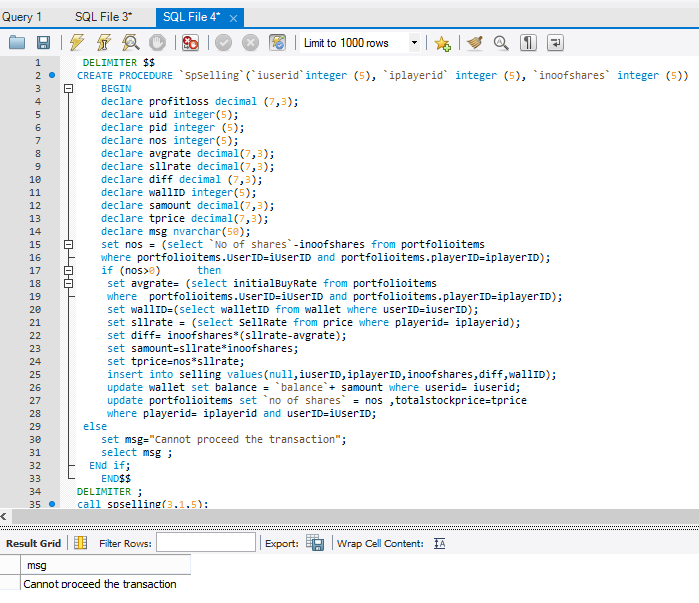 Query 1 SQL File 3* SQL File 4* ×
Limit to 1000 rows
1 DELIMITER $$
2 CREATE PROCEDURE `SpSelling`(`iuserid`integer (5), `iplayerid` integer (5), `inoofshares` integer (5))
3 BEGIN
4 declare profitloss decimal (7,3);
5 declare uid integer(5);
6 declare pid integer (5);
7 declare nos integer(5);
8 declare avgrate decimal(7,3);
9 declare sllrate decimal(7,3);
10 declare diff decimal (7,3);
11 declare wallID integer(5);
12 declare samount decimal(7,3);
13 declare tprice decimal(7,3);
14 declare msg nvarchar(50);
15 set nos = (select `No of shares`-inoofshares from portfolioitems
16 where portfolioitems.UserID=iUserID and portfolioitems.playerID=iplayerID);
17 if (nos>0) then
18 set avgrate= (select initialBuyRate from portfolioitems
19 where portfolioitems.UserID=iUserID and portfolioitems.playerID=iplayerID);
20 set wallID=(select walletID from wallet where userID=iuserID);
21 set sllrate = (select SellRate from price where playerid= iplayerid);
22 set diff= inoofshares*(sllrate-avgrate);
23 set samount=sllrate*inoofshares;
24 set tprice=nos*sllrate;
25 insert into selling values(null,iuserID,iplayerID,inoofshares,diff,wallID);
26 update wallet set balance = `balance`+ samount where userid= iuserid;
27 update portfolioitems set `no of shares` = nos ,totalstockprice=tprice
28 where playerid= iplayerid and userID=iUserID;
29 else
30 set msg="Cannot proceed the transaction";
31 select msg ;
32 ENd if;
33 END$$
34 DELIMITER ;
35 call spselling(3,1,5);
Result Grid Filter Rows: Export: Wrap Cell Content: IA
msg
Cannot proceed the transaction